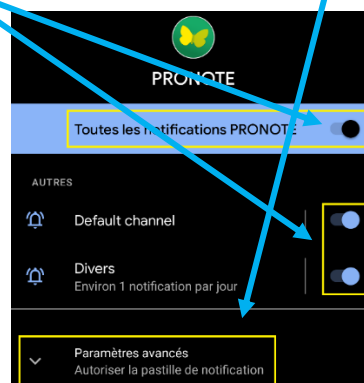 PRONOTE
Toutes les notifications PRONOTE
AUTRES
Default channel
Divers
Environ 1 notification par jour
Paramètres avancés
Autoriser la pastille de notification